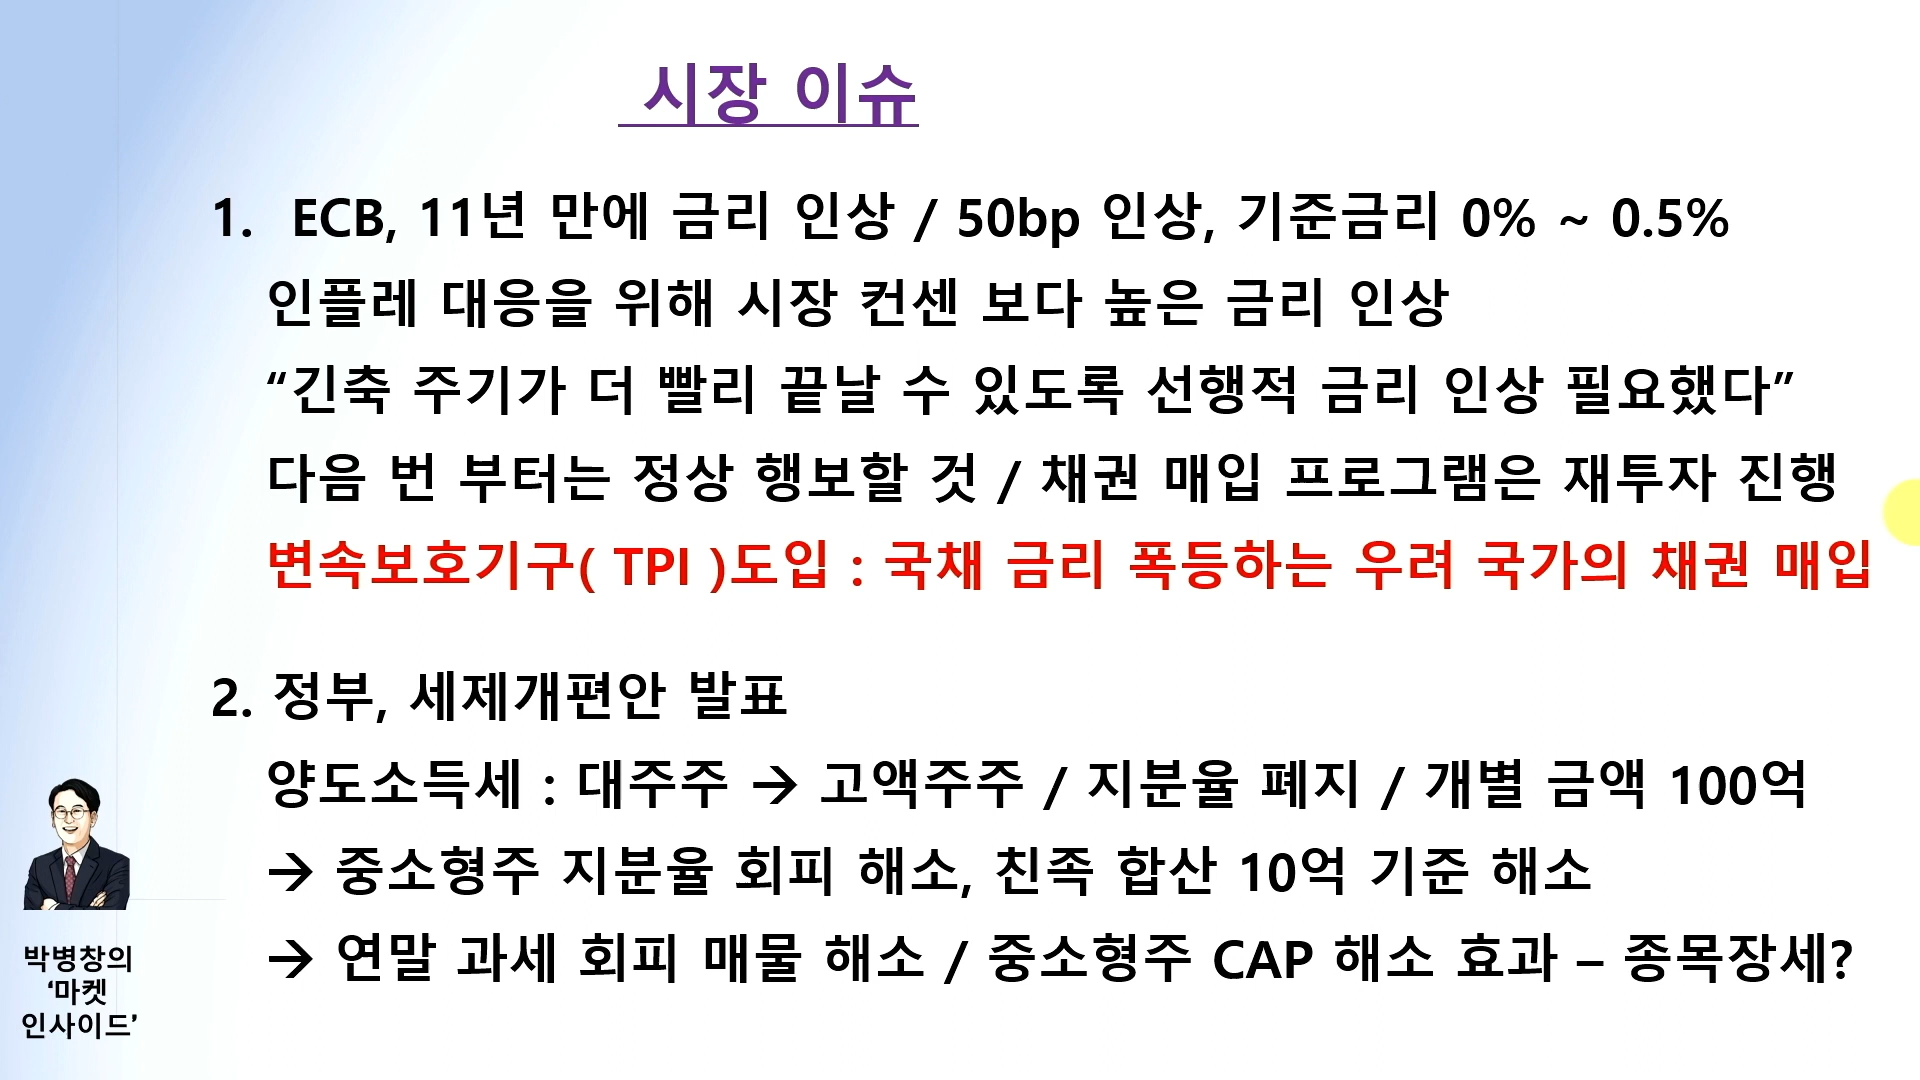 시장 이슈
1. ECB, 11년 만에 금리 인상 / 50bp 인상, 기준금리 0% ~ 0.5%
인플레 대응을 위해 시장 컨센 보다 높은 금리 인상
“긴축 주기가 더 빨리 끝날 수 있도록 선행적 금리 인상 필요했다”
다음 번 부터는 정상 행보할 것 / 채권 매입 프로그램은 재투자 진행
변속보호기구( TPI )도입 : 국채 금리 폭등하는 우려 국가의 채권 매입
2. 정부, 세제개편안 발표
양도소득세 : 대주주 → 고액주주 / 지분율 폐지 / 개별 금액 100억
→ 중소형주 지분율 회피 해소, 친족 합산 10억 기준 해소
→ 연말 과세 회피 매물 해소 / 중소형주 CAP 해소 효과 – 종목장세?
박병창의
‘마켓
인사이드’